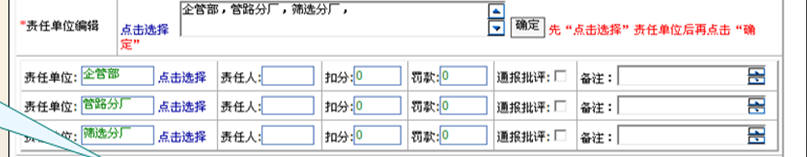 企管部，管路分厂，筛选分厂，
*责任单位编辑 点击选择 确定 先“点击选择”责任单位后再点击“确
定”
责任单位: 企管部 点击选择 责任人: 扣分: 0 罚款: 0 通报批评: 备注：
责任单位: 管路分厂 点击选择 责任人: 扣分: 0 罚款: 0 通报批评: 备注：
单位: 筛选分厂 点击选择 责任人: 扣分: 0 罚款: 0 通报批评: 备注：